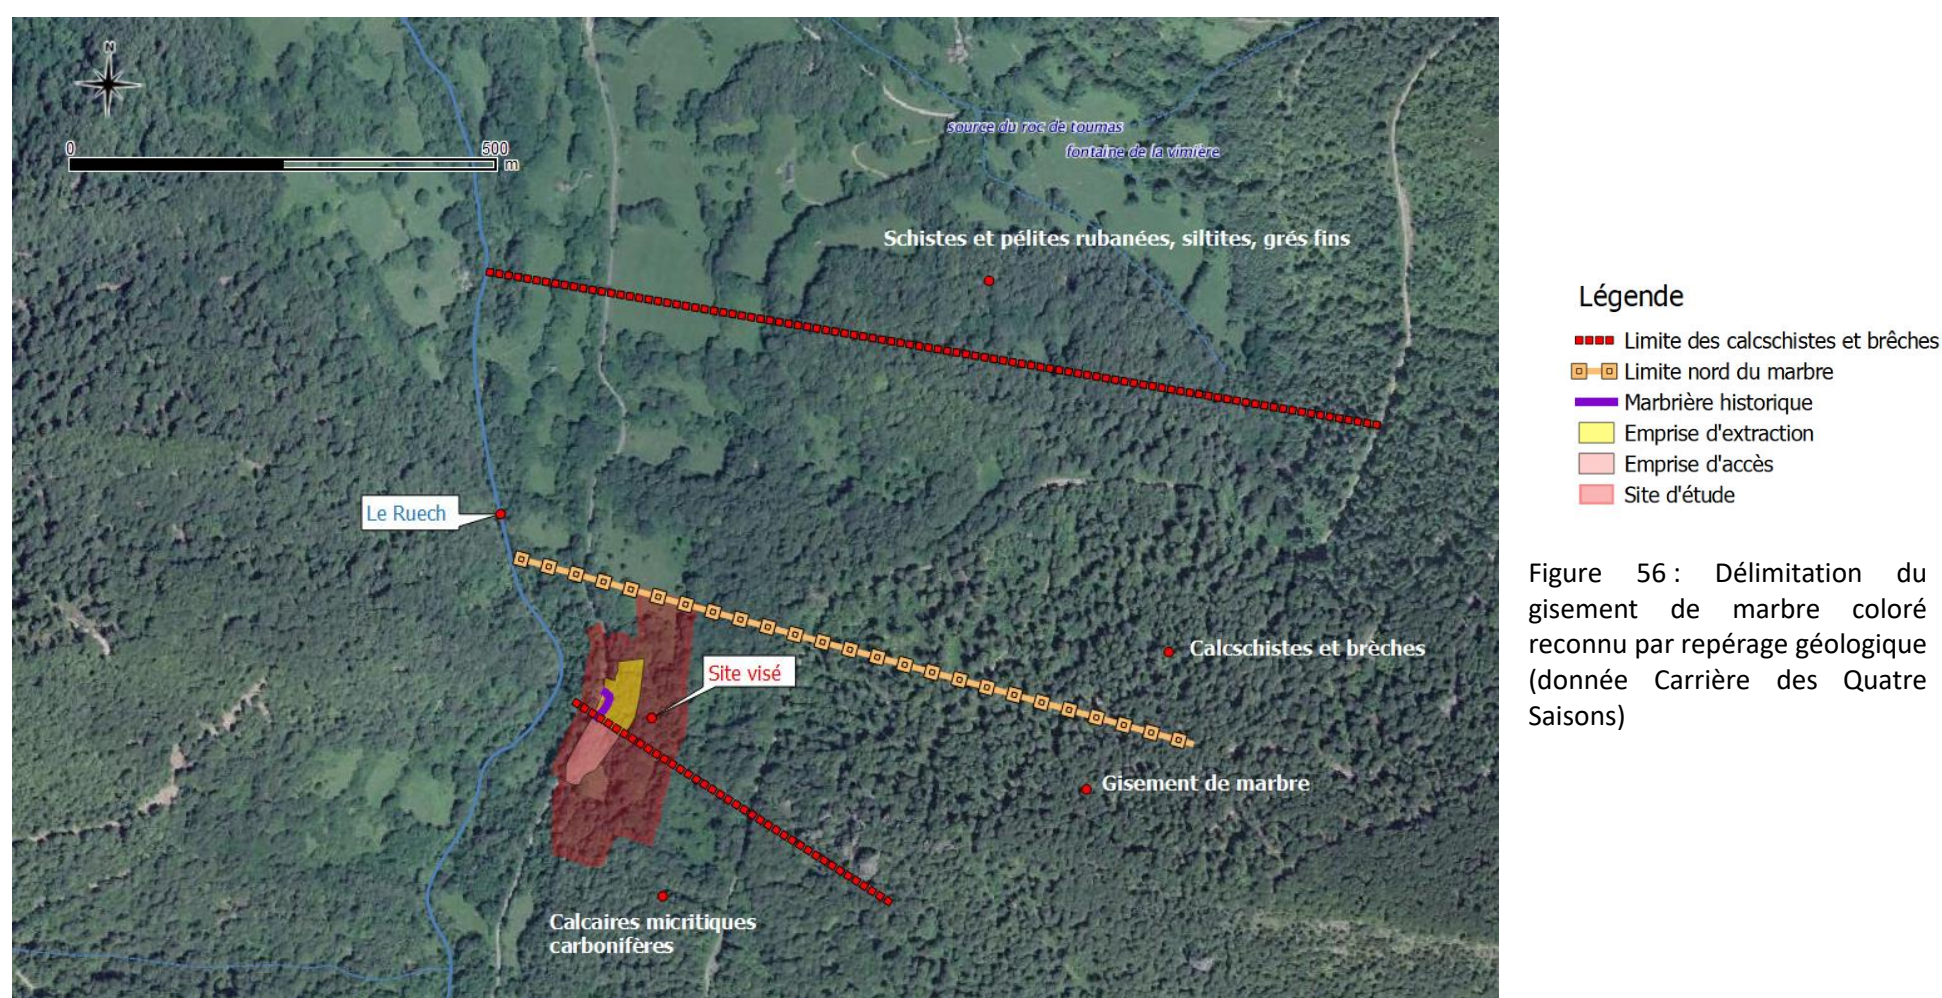 N
0
500
m
source du roc de toumas
fontaine de la vimière
Schistes et pélites rubanées, siltites, grés fins
Le Ruech
Site visé
Calcschistes et brèches
Gisement de marbre
Calcaires micritiques
carbonifères
Légende
Limite des calcschistes et brêches
Limite nord du marbre
Marbrière historique
Emprise d'extraction
Emprise d'accès
Site d'étude
Figure 56 : Délimitation du
gisement de marbre coloré
reconnu par repérage géologique
(donnée Carrière des Quatre
Saisons)